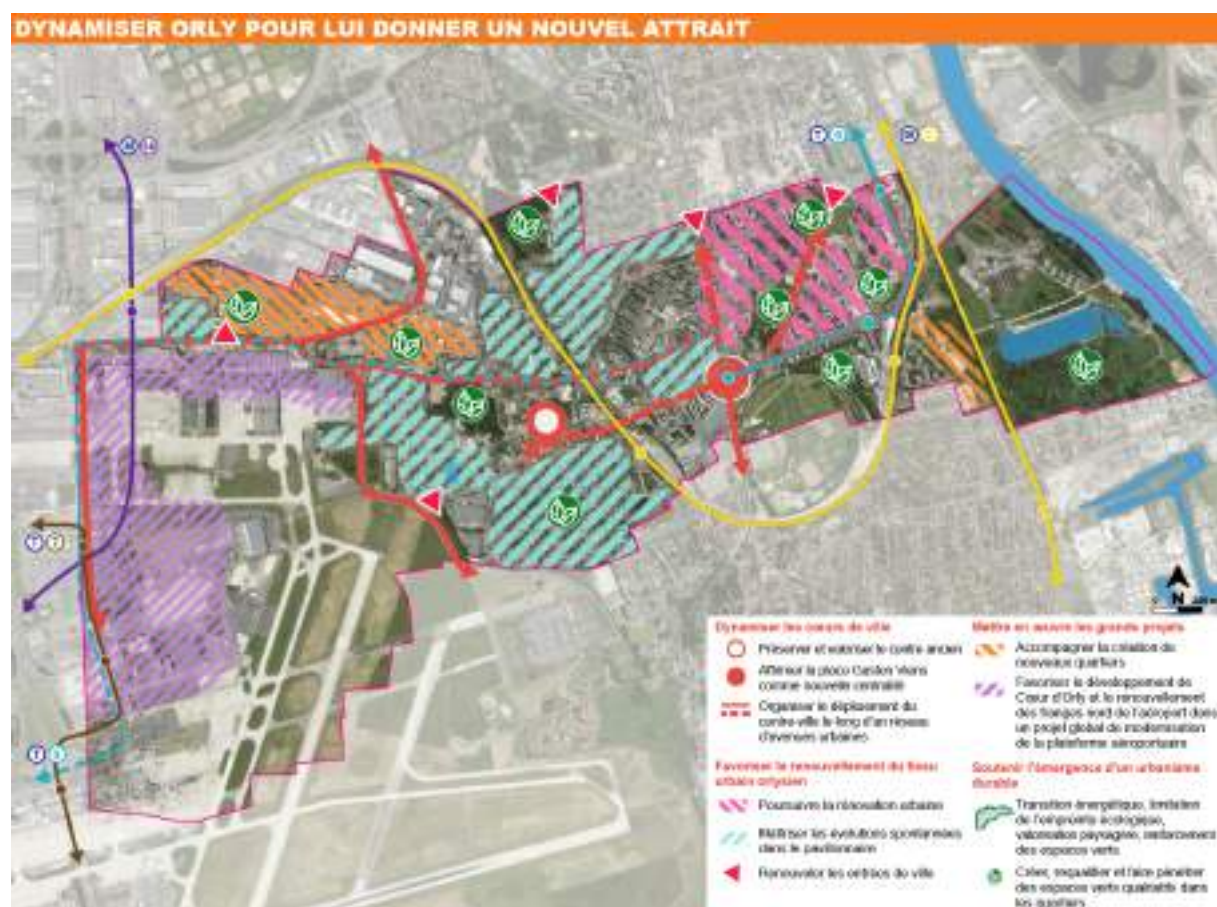 DYNAMISER ORLY POUR LUI DONNER UN NOUVEL ATTRAIT
N
Dynamiser les cœurs de ville
Préserver et valoriser le centre ancien
Affirmer la place Gaston Viens
comme nouvelle centralité
Organiser le déplacement du
centre-ville le long d'un réseau
d'avenues urbaines
Favoriser le renouvellement du tissu
urbain orlysien
Poursuivre la rénovation urbaine
Maîtriser les évolutions spontanées
dans le pavillonnaire
Renouveler les entrées de ville
Mettre en œuvre les grands projets
Accompagner la création de
nouveaux quartiers
Favoriser le développement de
Cœur d'Orly et le renouvellement
des franges nord de l'aéroport dans
un projet global de modernisation
de la plateforme aéroportuaire
Soutenir l'émergence d'un urbanisme
durable
Transition énergétique, limitation
de l'empreinte écologique,
valorisation paysagère, renforcement
des espaces verts
Créer, requalifier et faire pénétrer
des espaces verts qualitatifs dans
les quartiers